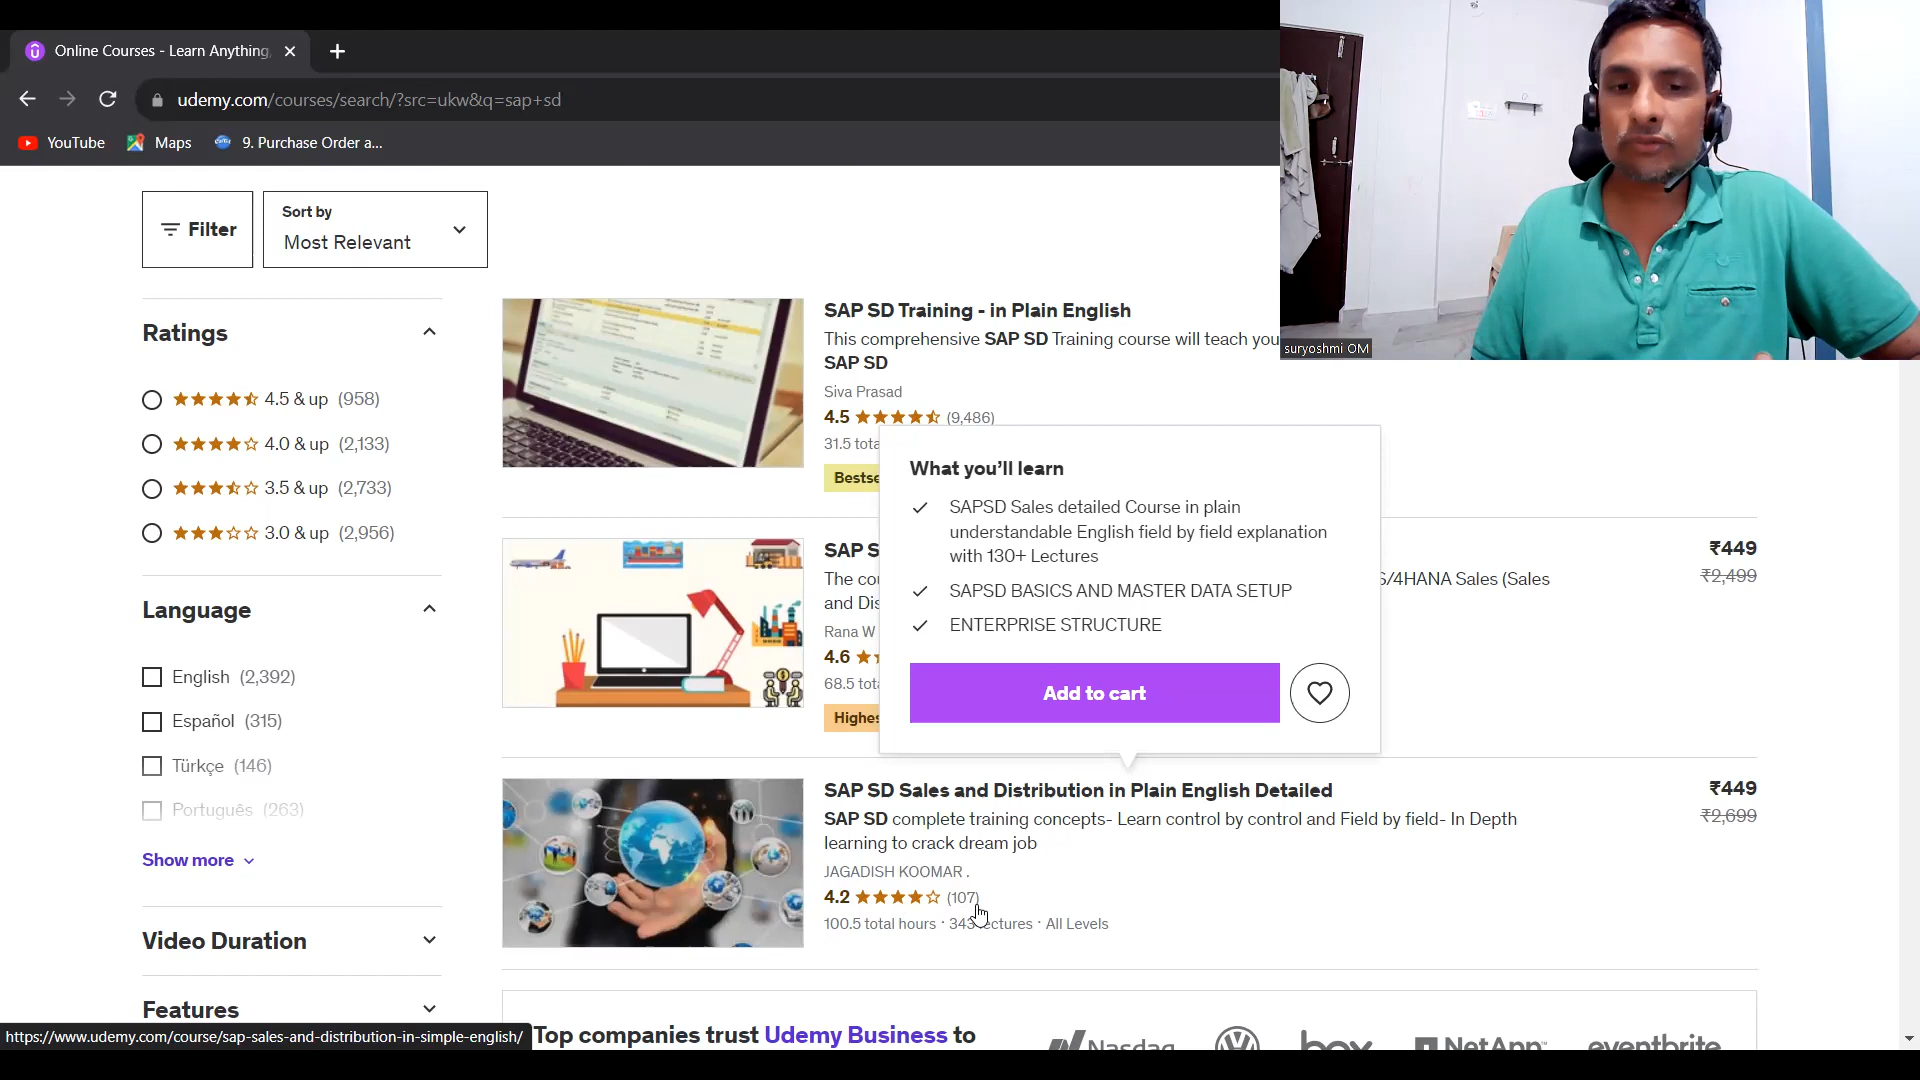 Online Courses - Learn Anything,
udemy.com/courses/search/?src=ukw&q=sap+sd
YouTube
Maps
9. Purchase Order a...
suryoshmi OM
Filter
Sort by
Most Relevant
Ratings
4.5 & up (958)
4.0 & up (2,133)
3.5 & up (2,733)
3.0 & up (2,956)
Language
English (2,392)
Español (315)
Türkçe (146)
Português (263)
Show more
Video Duration
Features
SAP SD Training - in Plain English
This comprehensive SAP SD Training course will teach you
SAP SD
Siva Prasad
4.5 (9,486)
31.5 tota
Bestse
What you'll learn
SAPSD Sales detailed Course in plain
understandable English field by field explanation
with 130+ Lectures
SAPSD BASICS AND MASTER DATA SETUP
ENTERPRISE STRUCTURE
Add to cart
SAP S
The cou
S/4HANA Sales (Sales
and Dis
Rana W
4.6
68.5 tota
Highes
₹449
₹2,499
SAP SD Sales and Distribution in Plain English Detailed
SAP SD complete training concepts- Learn control by control and Field by field- In Depth
learning to crack dream job
JAGADISH KOOMAR .
4.2 (107)
100.5 total hours · 343 lectures · All Levels
₹449
₹2,699
Top companies trust Udemy Business to
Nasdaq
box
NetApp
eventbrite
https://www.udemy.com/course/sap-sales-and-distribution-in-simple-english/